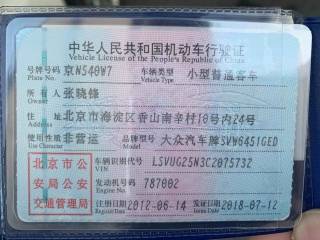 中华人民共和国机动车行驶证
Vehicle License of the People's Republic of China
号牌号码 京N540W7 车辆类型 小型普通客车
Plate No. Vehicle Type
所有人 张晓锋
Owner
住址 北京市海淀区香山南辛村10号内24号
Address
使用性质 非营运 品牌型号 大众汽车牌SVW6451GED
Use Character Model
北京市公安局公安交通管理局
车辆识别代号 LSVUG25N3C2075732
VIN
发动机号码 787002
Engine No.
注册日期 2012-06-14 发证日期 2018-07-12
Register Date Issue Date